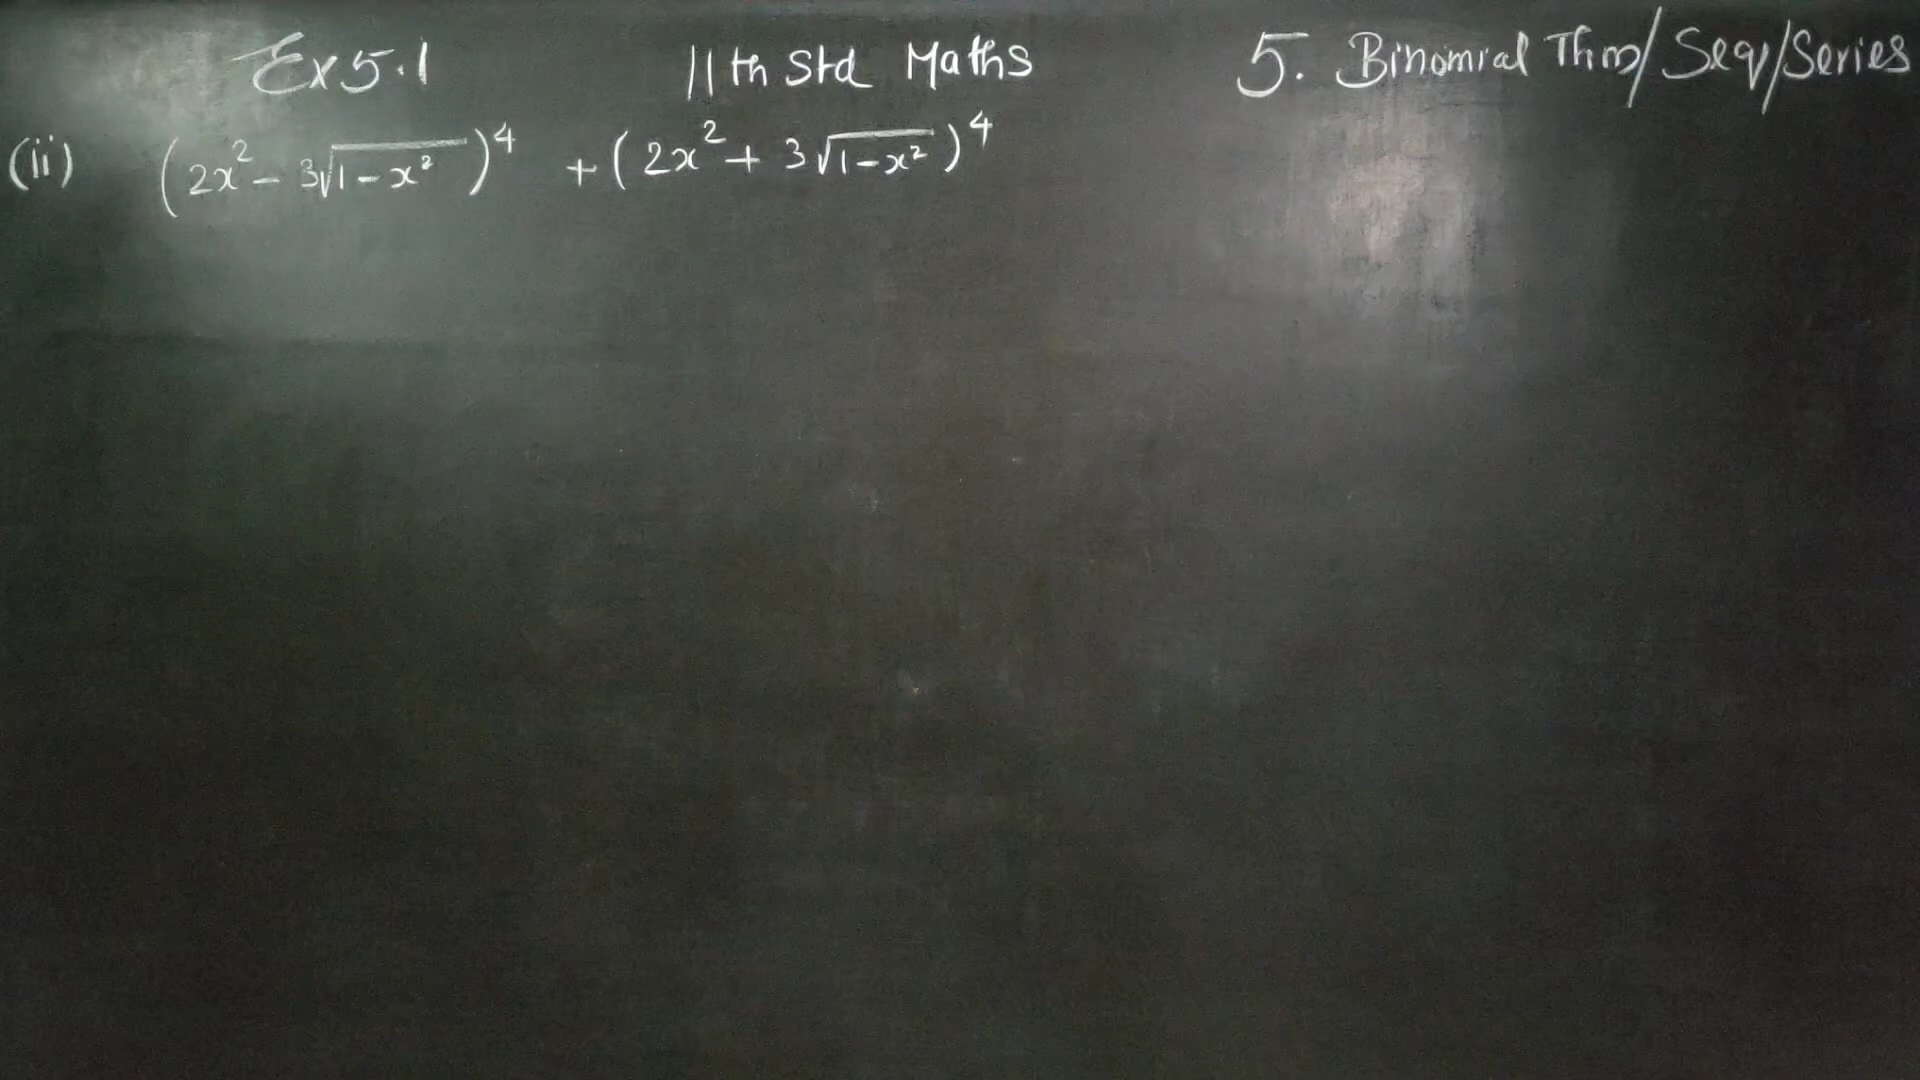 Ex 5.1 11th Std Maths 5. Binomial Thm/Seq/Series
(ii) (2x² - 3√(1-x²))⁴ + (2x² + 3√(1-x²))⁴